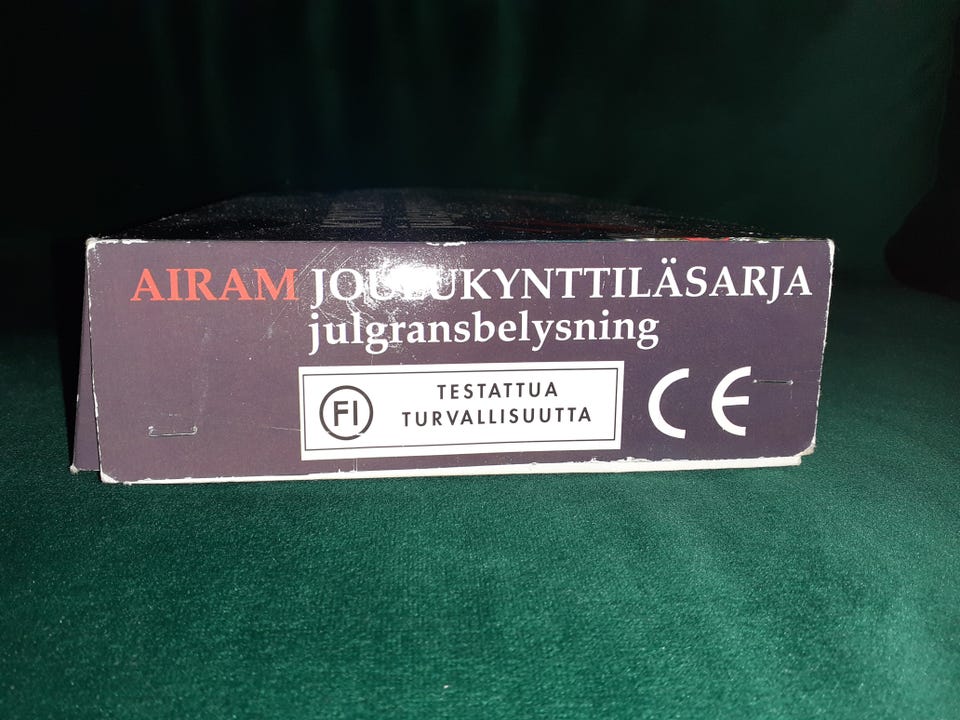 AIRAM JOULUKYNTTILÄSARJA
julgransbelysning
FI
TESTATTUA
TURVALLISUUTTA
CE